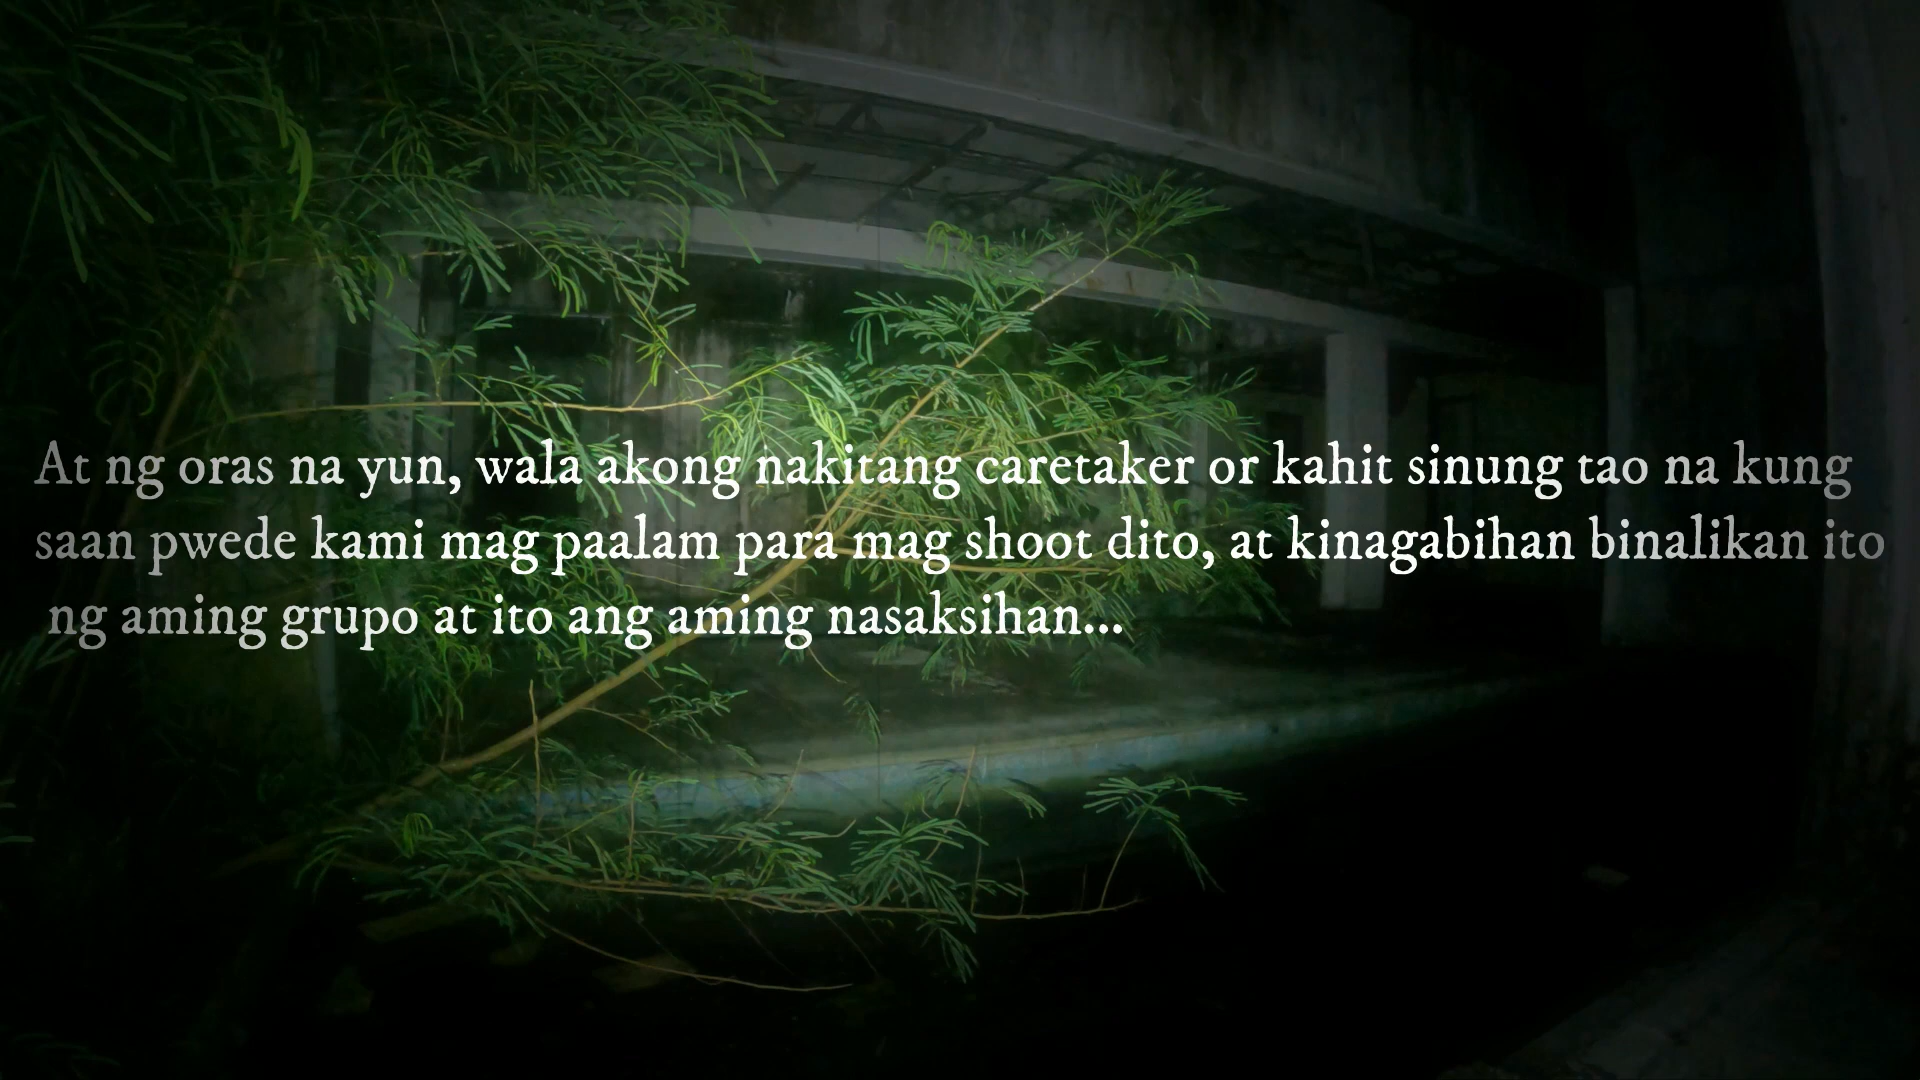 At ng oras na yun, wala akong nakitang caretaker or kahit sinung tao na kung
saan pwede kami mag paalam para mag shoot dito, at kinagabihan binalikan ito
ng aming grupo at ito ang aming nasaksihan...